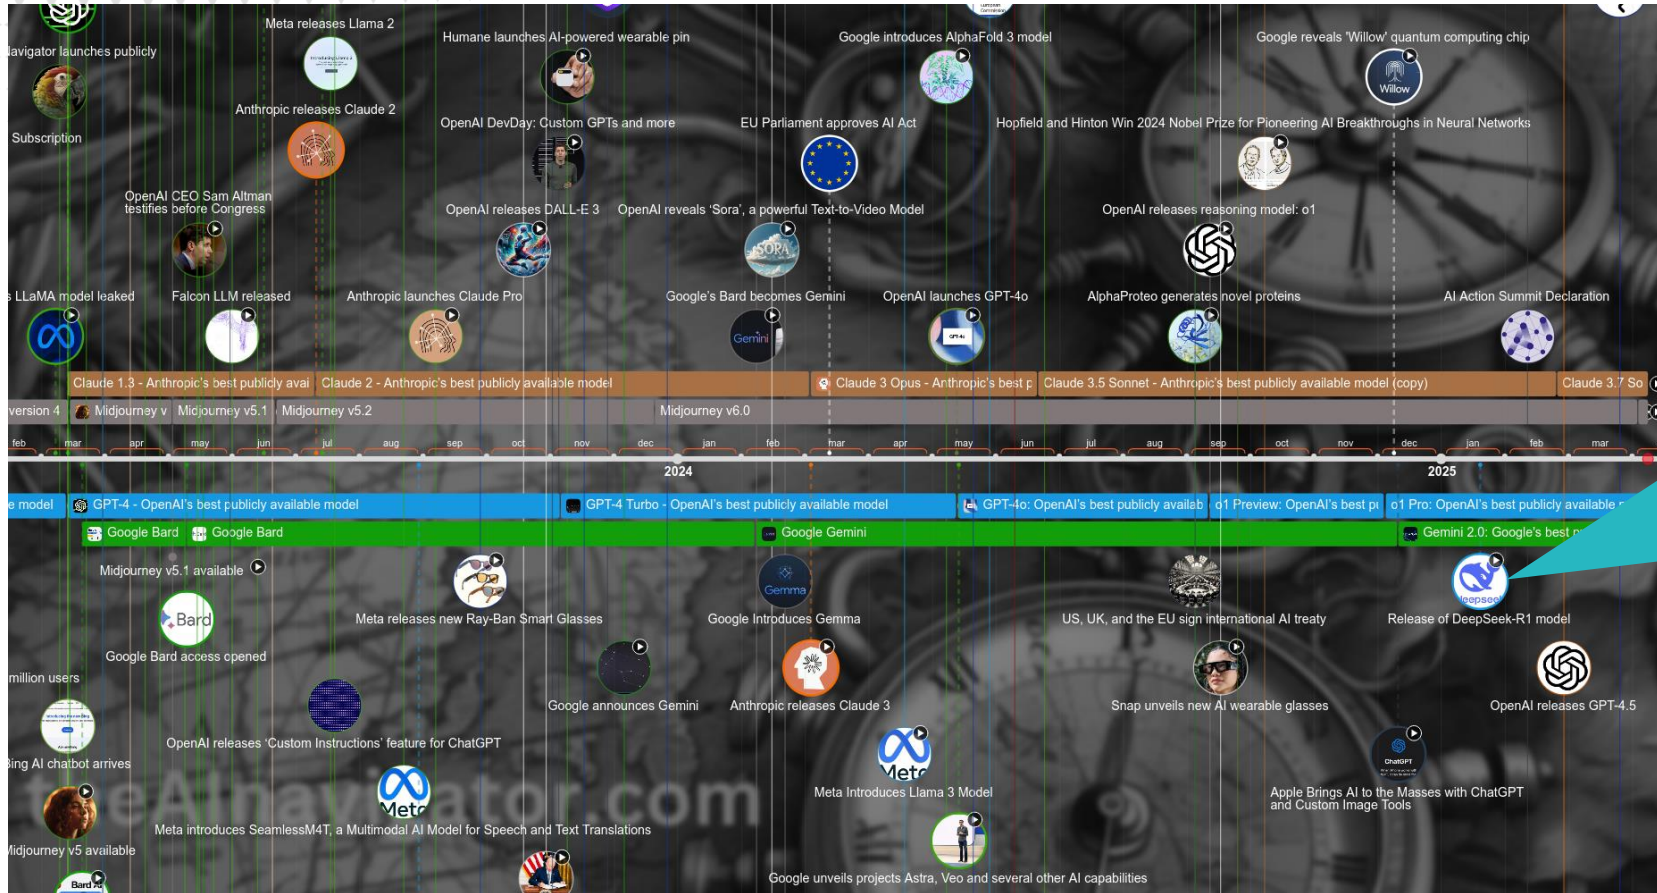 Meta releases Llama 2
Humane launches AI-powered wearable pin
Google introduces AlphaFold 3 model
Google reveals 'Willow' quantum computing chip
Navigator launches publicly
Willow
Anthropic releases Claude 2
OpenAI DevDay: Custom GPTs and more
EU Parliament approves AI Act
Hopfield and Hinton Win 2024 Nobel Prize for Pioneering AI Breakthroughs in Neural Networks
Subscription
OpenAI CEO Sam Altman
testifies before Congress
OpenAI releases DALL-E 3
OpenAI reveals ‘Sora’, a powerful Text-to-Video Model
OpenAI releases reasoning model: o1
SORA
s LLaMA model leaked
Falcon LLM released
Anthropic launches Claude Pro
Google’s Bard becomes Gemini
OpenAI launches GPT-4o
AlphaProteo generates novel proteins
AI Action Summit Declaration
Gemini
GPT-4o
Claude 1.3 - Anthropic’s best publicly avai
Claude 2 - Anthropic’s best publicly available model
Claude 3 Opus - Anthropic’s best p
Claude 3.5 Sonnet - Anthropic’s best publicly available model (copy)
Claude 3.7 So
version 4
Midjourney v
Midjourney v5.1
Midjourney v5.2
Midjourney v6.0
feb mar apr may jun jul aug sep oct nov dec jan feb mar apr may jun jul aug sep oct nov dec jan feb mar
2024 2025
e model
GPT-4 - OpenAI’s best publicly available model
GPT-4 Turbo - OpenAI’s best publicly available model
GPT-4o: OpenAI’s best publicly availab
o1 Preview: OpenAI’s best pu
o1 Pro: OpenAI’s best publicly available
Google Bard
Google Bard
Google Gemini
Gemini 2.0: Google’s best
Midjourney v5.1 available
Gemma
deepseek
Bard
Meta releases new Ray-Ban Smart Glasses
Google Introduces Gemma
US, UK, and the EU sign international AI treaty
Release of DeepSeek-R1 model
Google Bard access opened
million users
Google announces Gemini
Anthropic releases Claude 3
Snap unveils new AI wearable glasses
OpenAI releases GPT-4.5
OpenAI releases ‘Custom Instructions’ feature for ChatGPT
Bing AI chatbot arrives
ChatGPT
Meta
Meta Introduces Llama 3 Model
Apple Brings AI to the Masses with ChatGPT
and Custom Image Tools
theAInavigator.com
Meta
Meta introduces SeamlessM4T, a Multimodal AI Model for Speech and Text Translations
Midjourney v5 available
Google unveils projects Astra, Veo and several other AI capabilities
Bard